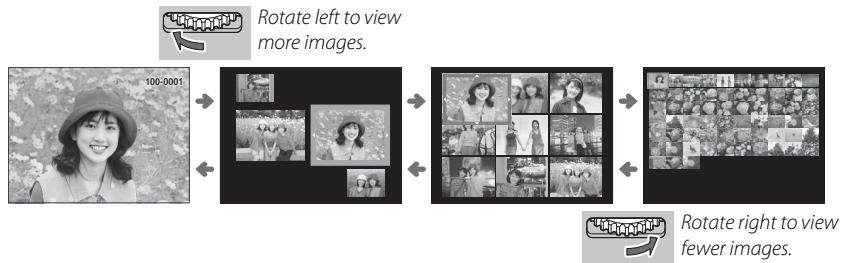 Rotate left to view
more images.
100-0001
Rotate right to view
fewer images.